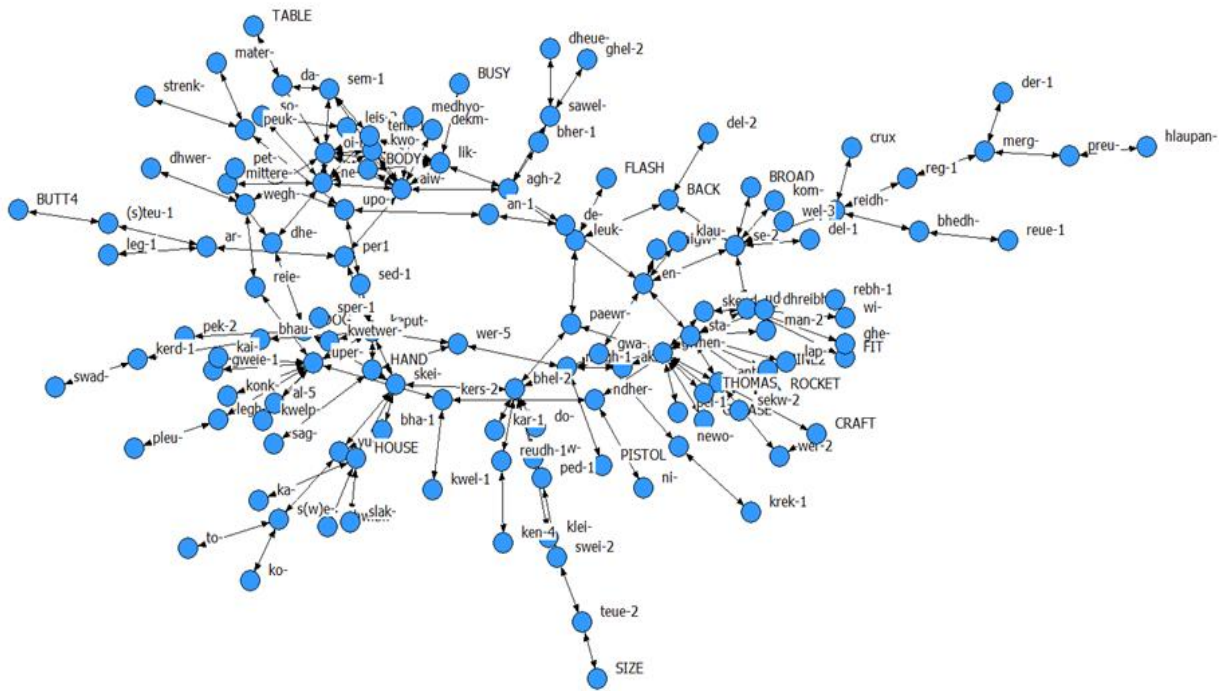 TABLE
mater-
da-
sem-1
strenk-
so-
peuk-
BUSY
medhyo-
dekm-
dheue-
ghel-2
sawel-
bher-1
kwo-
BODY
lik-
aiw-
ne-
agh-2
dhwer-
pet-
mittere-
wegh-
upo-
an-1
BUTT4
(s)teu-1
leg-1
ar-
dhe-
per1
sed-1
reie-
FLASH
de-
leuk-
BACK
del-2
klau-
BROAD
kom-
wel-3
se-2
del-1
en-
crux
reidh-
reg-1
merg-
der-1
preu-
hlaupan-
bhedh-
reue-1
paewr-
sta-
dhreibh
man-2
rebh-1
wi-
ghe-
FIT
lap-
THOMAS
ROCKET
sekw-2
CRAFT
wer-2
newo-
krek-1
ni-
PISTOL
ndher-
gwa-
sper-1
kaput-
kwetwer-
wer-5
pek-2
bhau-
kerd-1
kai-
gweie-1
swad-
uper-
HAND
skei-
konk-
al-5
legh-
kwelp-
pleu-
sag-
bha-1
kers-2
bhel-2
kar-1
do-
reudh-1
ped-1
HOUSE
yu
ka-
s(w)e-
slak-
to-
ko-
kwel-1
ken-4
klei-
swei-2
teue-2
SIZE